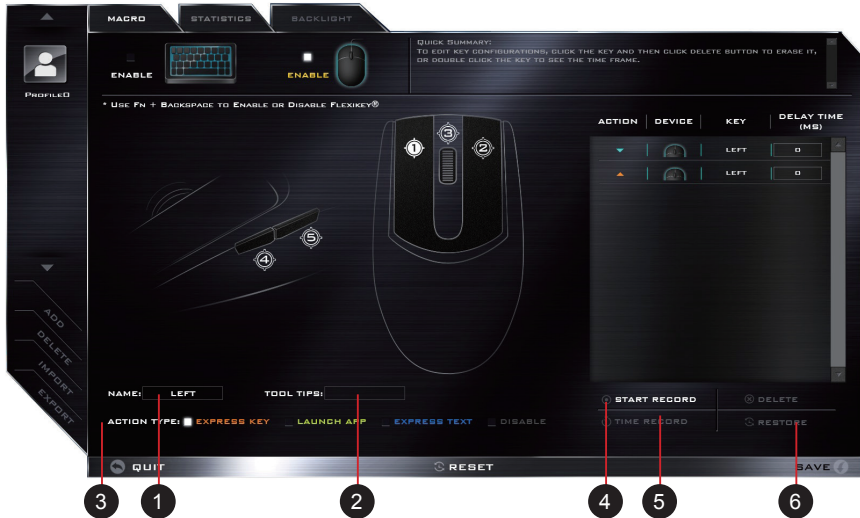 MACRO
STATISTICS
BACKLIGHT
PROFILE0
ENABLE
ENABLE
QUICK SUMMARY:
TO EDIT KEY CONFIGURATIONS, CLICK THE KEY AND THEN CLICK DELETE BUTTON TO ERASE IT,
OR DOUBLE CLICK THE KEY TO SEE THE TIME FRAME.
* USE FN + BACKSPACE TO ENABLE OR DISABLE FLEXIKEY®
1
3
2
4
5
ACTION DEVICE KEY DELAY TIME
(MS)
LEFT 0
LEFT 0
ADD
DELETE
IMPORT
EXPORT
NAME: LEFT TOOL TIPS:
ACTION TYPE: EXPRESS KEY LAUNCH APP EXPRESS TEXT DISABLE
START RECORD DELETE
TIME RECORD RESTORE
QUIT RESET SAVE
3 1 2 4 5 6